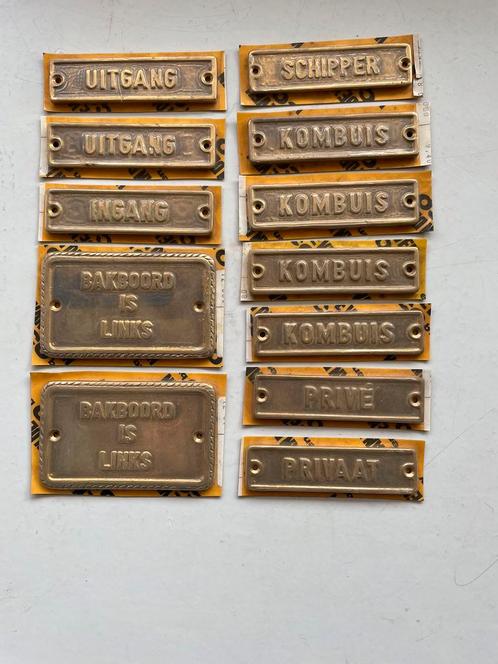 UITGANG
UITGANG
INGANG
BAKBOORD
IS
LINKS
BAKBOORD
IS
LINKS
SCHIPPER
KOMBUIS
KOMBUIS
KOMBUIS
KOMBUIS
PRIVÉ
PRIVAAT